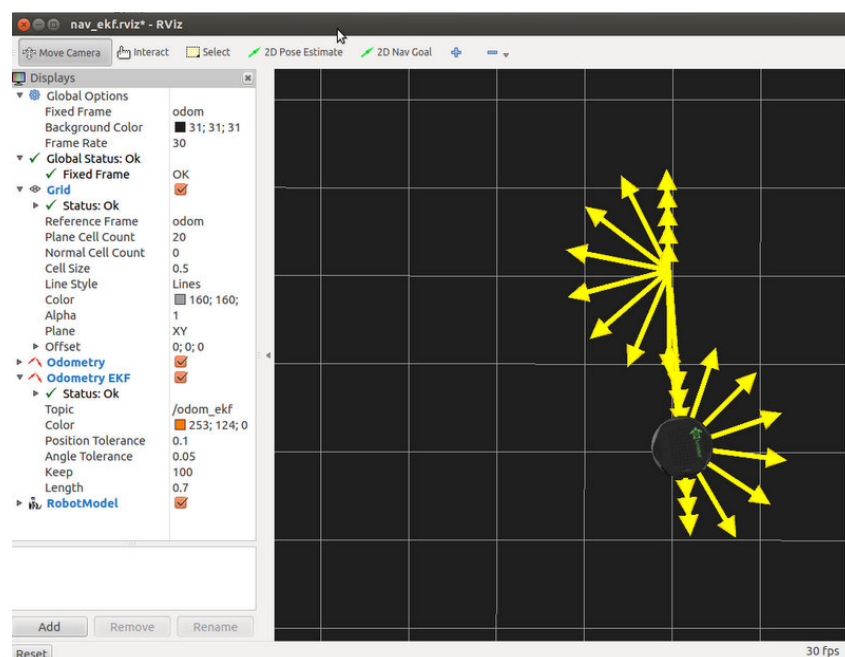 nav_ekf.rviz* - RViz
Move Camera Interact Select 2D Pose Estimate 2D Nav Goal
Displays
Global Options
Fixed Frame odom
Background Color 31; 31; 31
Frame Rate 30
Global Status: Ok
Fixed Frame OK
Grid
Status: Ok
Reference Frame odom
Plane Cell Count 20
Normal Cell Count 0
Cell Size 0.5
Line Style Lines
Color 160; 160;
Alpha 1
Plane XY
Offset 0; 0; 0
Odometry
Odometry EKF
Status: Ok
Topic /odom_ekf
Color 253; 124; 0
Position Tolerance 0.1
Angle Tolerance 0.05
Keep 100
Length 0.7
RobotModel
Add Remove Rename
Reset 30 fps